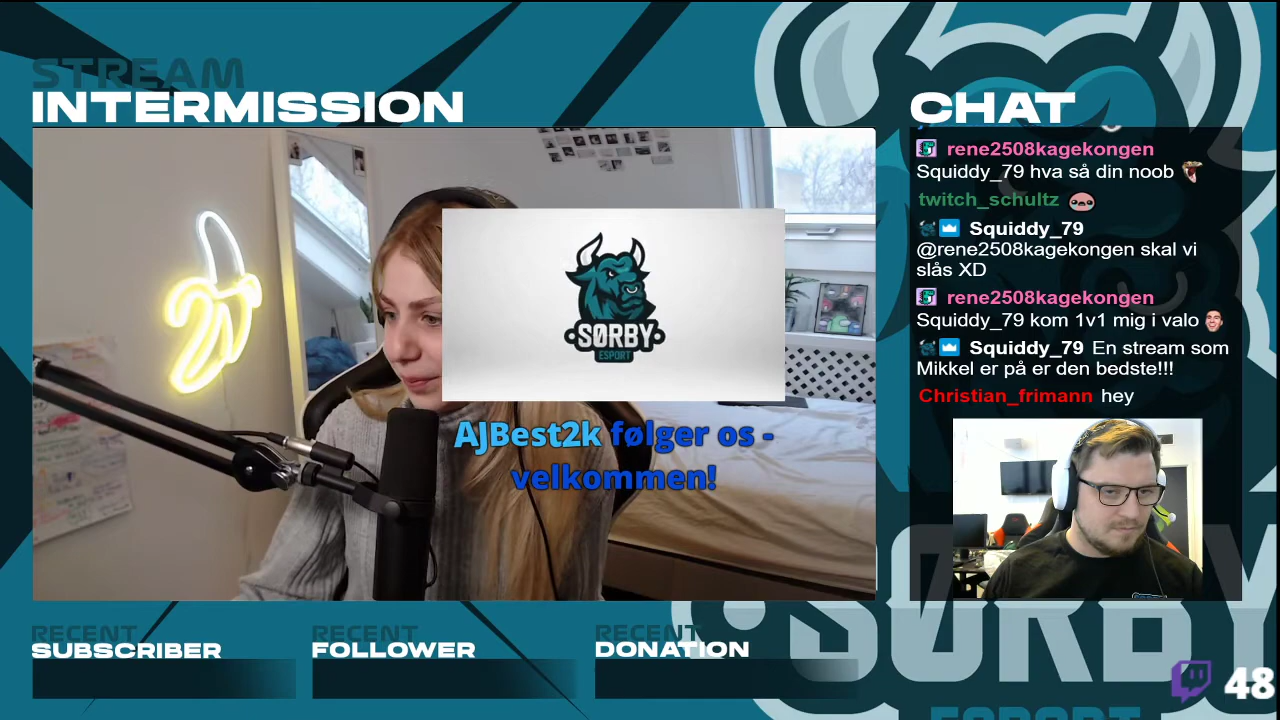 STREAM
INTERMISSION
CHAT
rene2508kagekongen
Squiddy_79 hva så din noob
twitch_schultz
Squiddy_79
@rene2508kagekongen skal vi
slås XD
rene2508kagekongen
Squiddy_79 kom 1v1 mig i valo
Squiddy_79 En stream som
Mikkel er på er den bedste!!!
Christian_frimann hey
SØRBY
ESPORT
AJBest2k følger os -
velkommen!
RECENT
SUBSCRIBER
RECENT
FOLLOWER
RECENT
DONATION
SØRBY
ESPORT
48